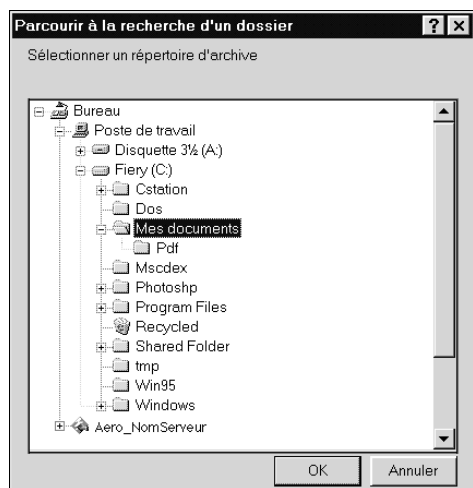 Parcourir à la recherche d'un dossier
Sélectionner un répertoire d'archive
Bureau
Poste de travail
Disquette 3½ (A:)
Fiery (C:)
Cstation
Dos
Mes documents
Pdf
Mscdex
Photoshp
Program Files
Recycled
Shared Folder
tmp
Win95
Windows
Aero_NomServeur
OK Annuler